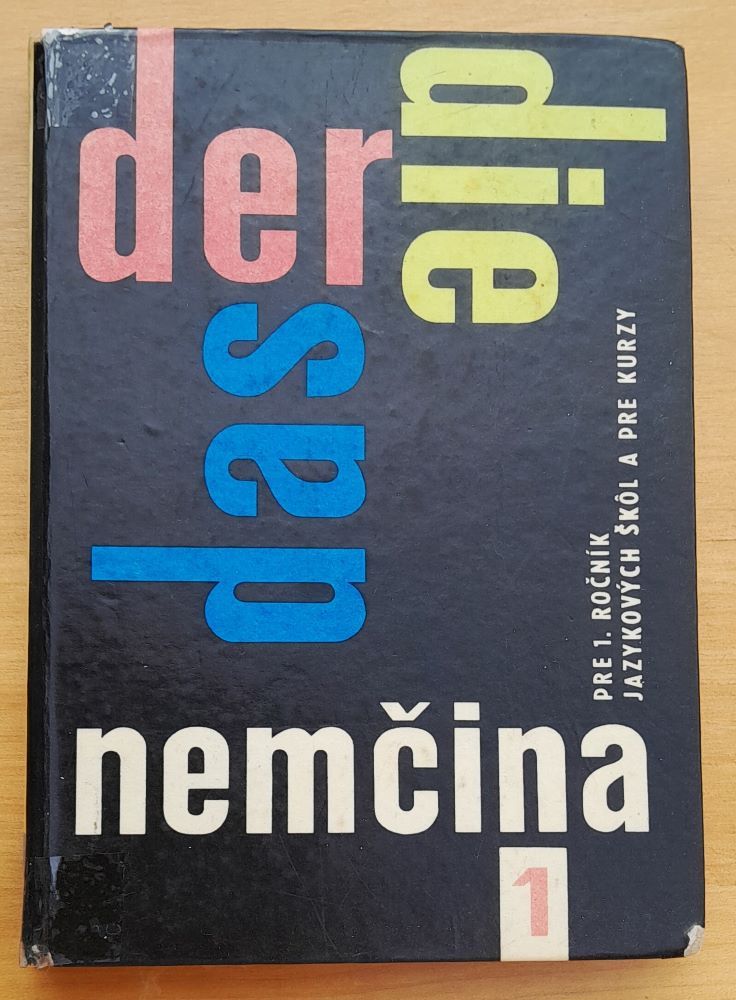 der
die
das
PRE 1. ROČNÍK
JAZYKOVÝCH ŠKÔL A PRE KURZY
nemčina
1